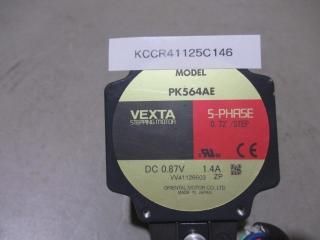 KCCR41125C146
MODEL
PK564AE
VEXTA
STEPPING MOTOR
5-PHASE
0.72°/STEP
DC 0.87V 1.4A
ZP
ORIENTAL MOTOR CO. LTD.
MADE IN JAPAN